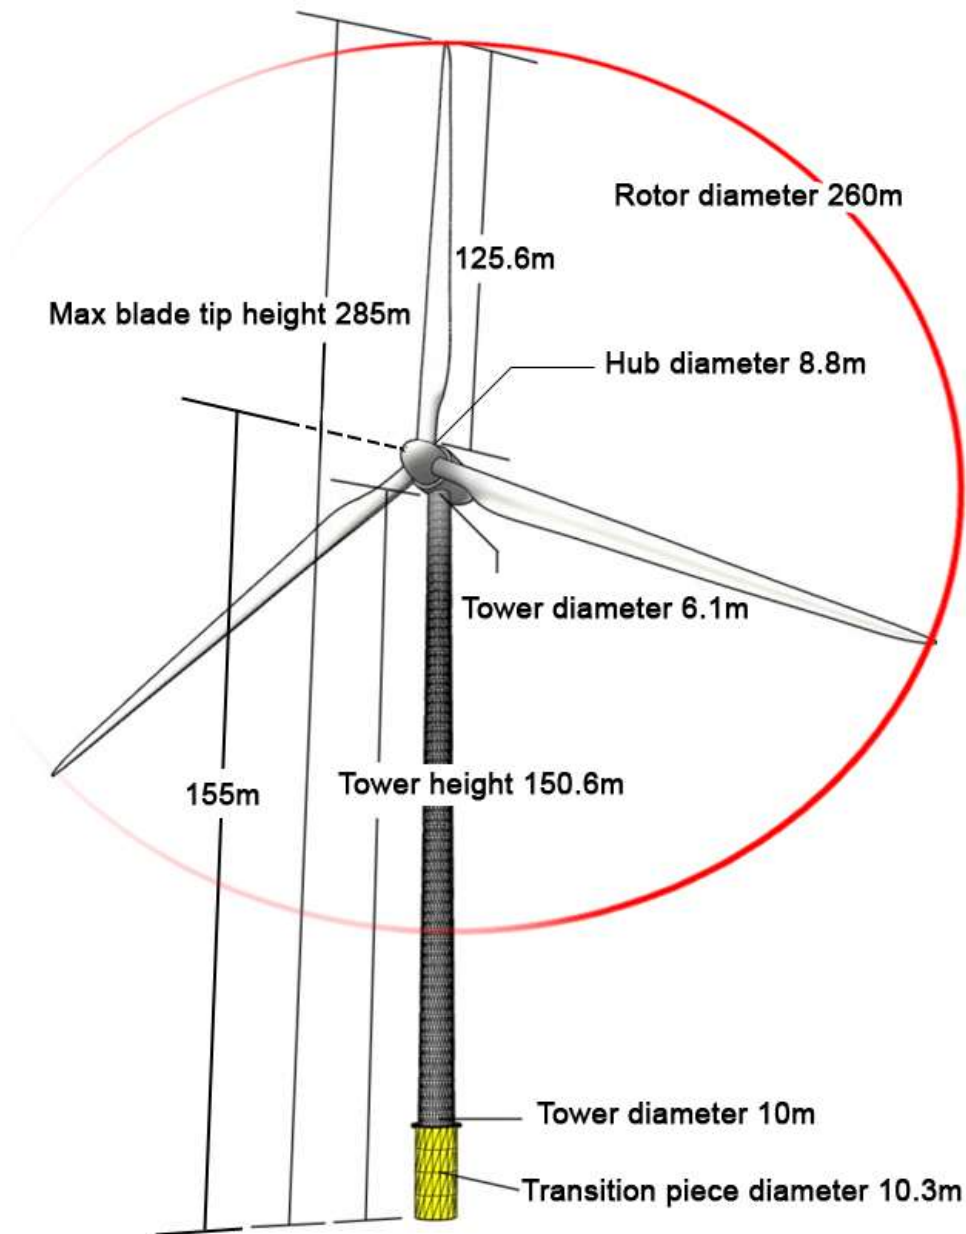 Rotor diameter 260m
125.6m
Max blade tip height 285m
Hub diameter 8.8m
Tower diameter 6.1m
Tower height 150.6m
155m
Tower diameter 10m
Transition piece diameter 10.3m